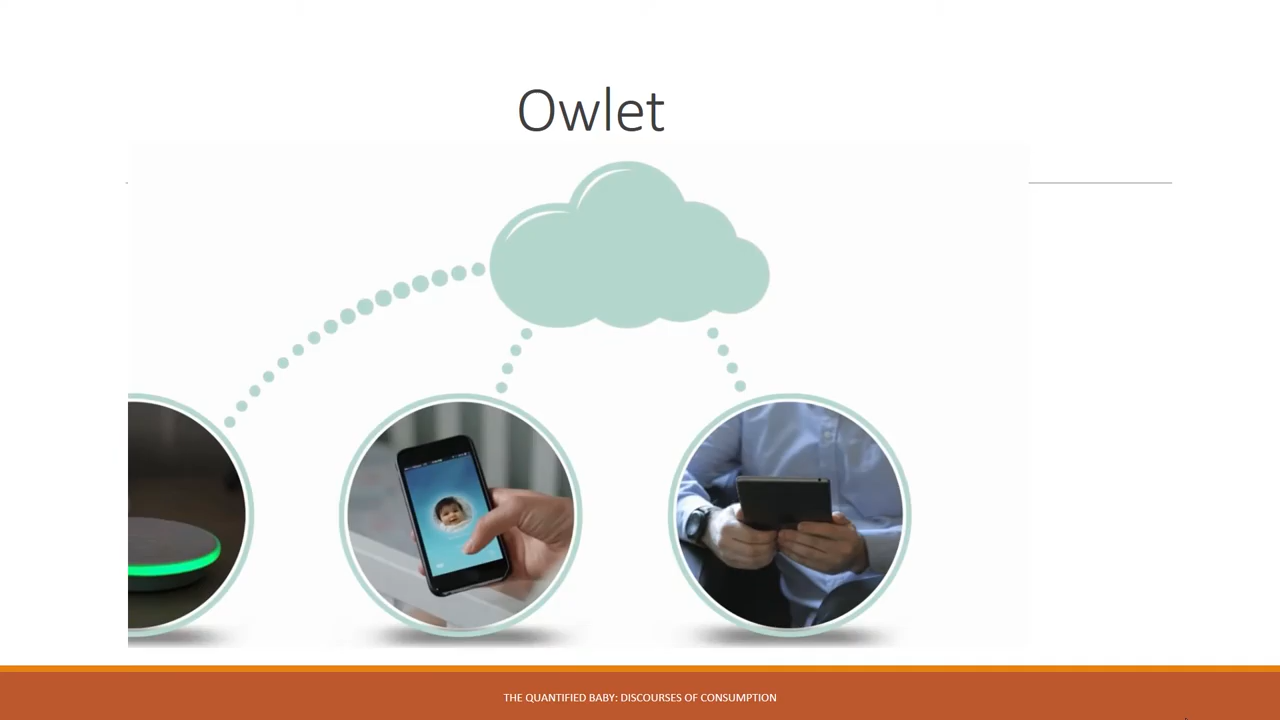 Owlet
THE QUANTIFIED BABY: DISCOURSES OF CONSUMPTION